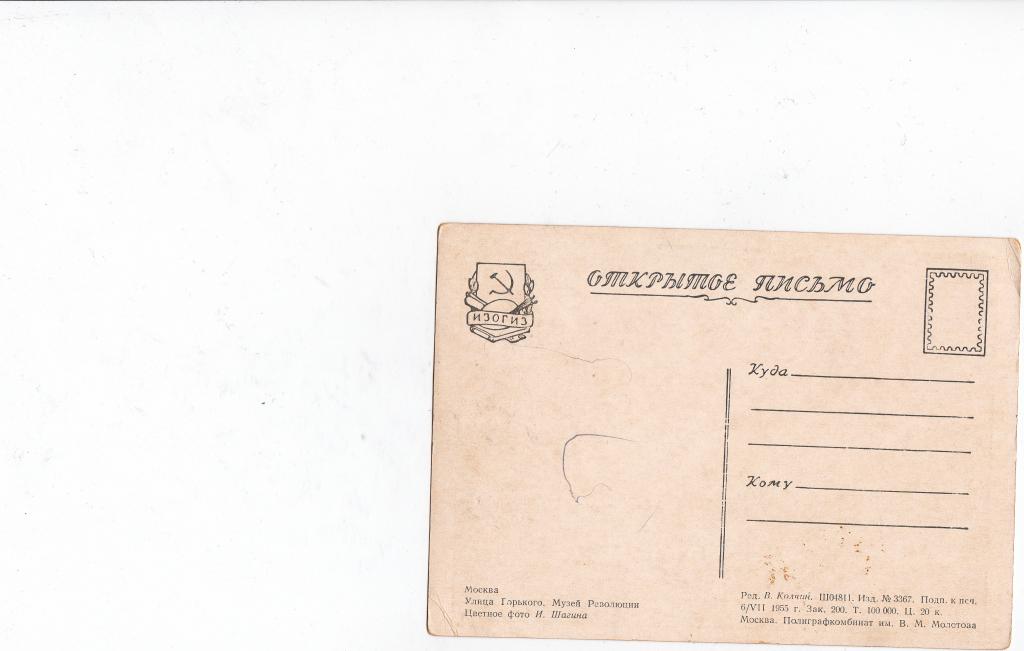 ОТКРЫТОЕ ПИСЬМО
ИЗОГИЗ
Куда
Кому
Москва
Улица Горького. Музей Революции
Цветное фото И. Шагина
Ред. В. Колчин. Ш04811. Изд. № 3367. Подп. к печ.
6/VII 1955 г. Зак. 200. Т. 100 000. Ц. 20 к.
Москва. Полиграфкомбинат им. В. М. Молотова